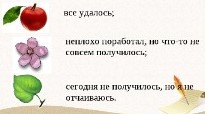 все удалось;
неплохо поработал, но что-то не
совсем получилось;
сегодня не получилось, но я не
отчаиваюсь.